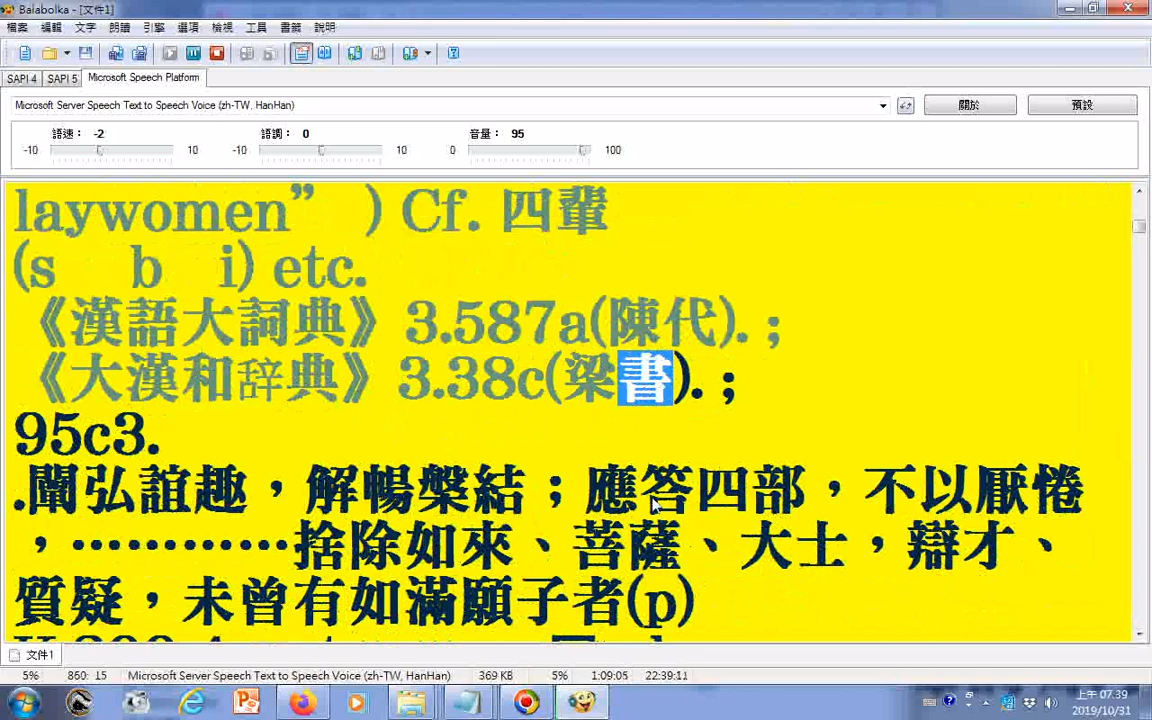 Balabolka - [文件1]
檔案 編輯 文字 朗讀 引擎 選項 檢視 工具 書籤 說明
SAPI 4 SAPI 5 Microsoft Speech Platform
Microsoft Server Speech Text to Speech Voice (zh-TW, HanHan) 關於 預設
語速： -2 語調： 0 音量： 95
-10 10 -10 10 0 100
laywomen” ) Cf. 四輩
(s b i) etc.
《漢語大詞典》 3.587a(陳代). ;
《大漢和辞典》 3.38c(梁書). ;
95c3.
.闡弘誼趣，解暢槃結；應答四部，不以厭惓
，…………捨除如來、菩薩、大士，辯才、
質疑，未曾有如滿願子者(p)
文件1
5% 860: 15 Microsoft Server Speech Text to Speech Voice (zh-TW, HanHan) 369 KB 5% 1:09:05 22:39:11
上午 07:39
2019/10/31